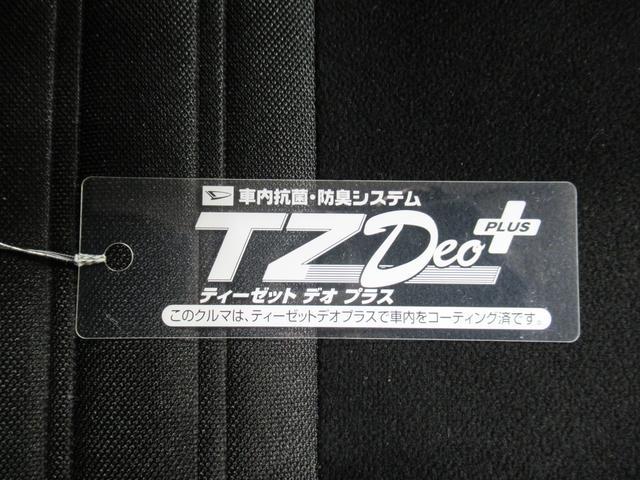 車内抗菌・防臭システム
TZ Deo PLUS
ティーゼット デオ プラス
このクルマは、ティーゼットデオプラスで車内をコーティング済です。